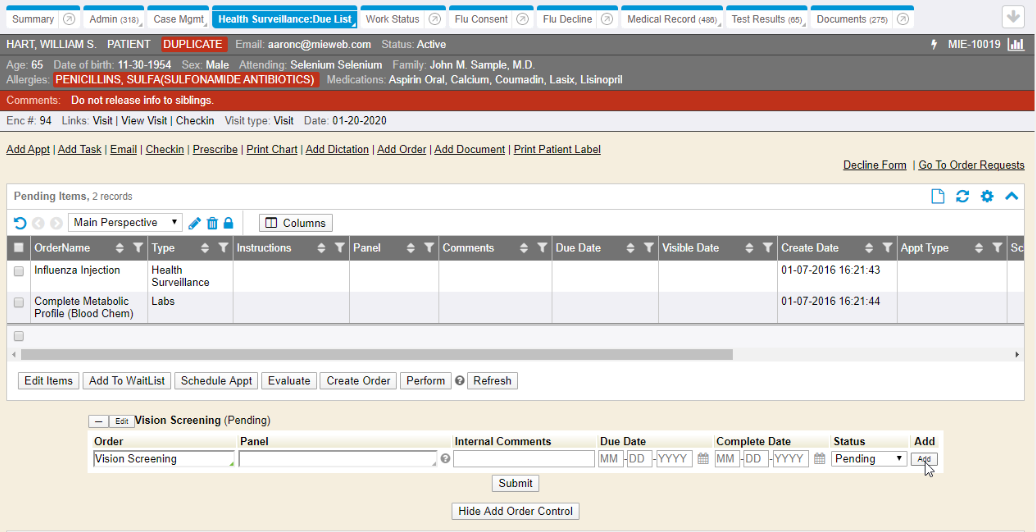 Summary Admin (318) Case Mgmt Health Surveillance:Due List Work Status Flu Consent Flu Decline Medical Record (486) Test Results (65) Documents (275)
HART, WILLIAM S. PATIENT DUPLICATE Email: aaronc@mieweb.com Status: Active MIE-10019
Age: 65 Date of birth: 11-30-1954 Sex: Male Attending: Selenium Selenium Family: John M. Sample, M.D.
Allergies: PENICILLINS, SULFA(SULFONAMIDE ANTIBIOTICS) Medications: Aspirin Oral, Calcium, Coumadin, Lasix, Lisinopril
Comments: Do not release info to siblings.
Enc #: 94 Links: Visit | View Visit | Checkin Visit type: Visit Date: 01-20-2020
Add Appt | Add Task | Email | Checkin | Prescribe | Print Chart | Add Dictation | Add Order | Add Document | Print Patient Label
Decline Form | Go To Order Requests
Pending Items, 2 records
Main Perspective Columns
OrderName Type Instructions Panel Comments Due Date Visible Date Create Date Appt Type Sc
Influenza Injection Health Surveillance 01-07-2016 16:21:43
Complete Metabolic Profile (Blood Chem) Labs 01-07-2016 16:21:44
Edit Items Add To WaitList Schedule Appt Evaluate Create Order Perform Refresh
— Edit Vision Screening (Pending)
Order Panel Internal Comments Due Date Complete Date Status Add
Vision Screening MM - DD - YYYY MM - DD - YYYY Pending Add
Submit
Hide Add Order Control